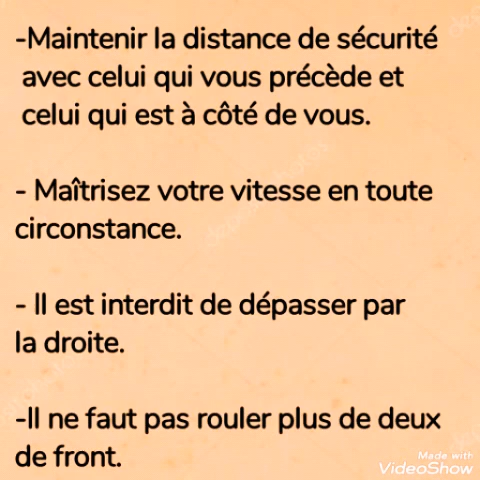 -Maintenir la distance de sécurité
avec celui qui vous précède et
celui qui est à côté de vous.
- Maîtrisez votre vitesse en toute
circonstance.
- Il est interdit de dépasser par
la droite.
-Il ne faut pas rouler plus de deux
de front.
Made with
VideoShow